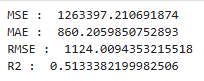 MSE :  1263397.210691874
MAE :  860.2059850752893
RMSE :  1124.0094353215518
R2 :  0.5133382199982506